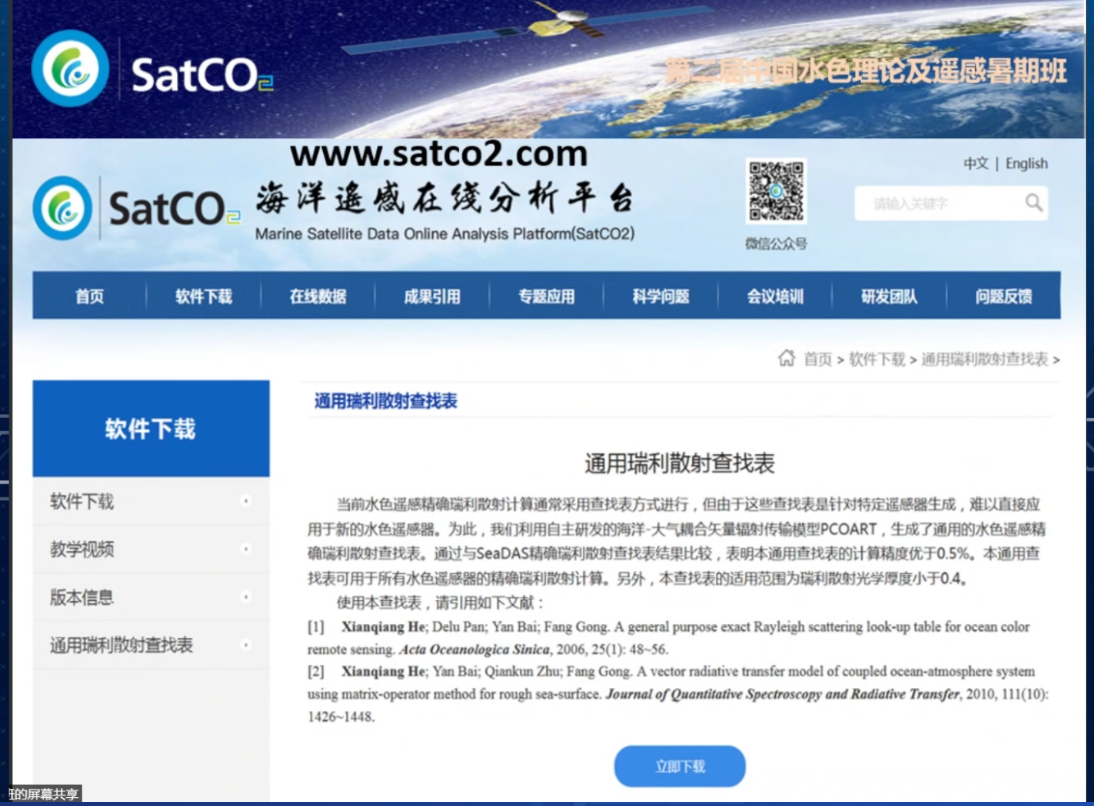 SatCO2
第二届中国水色理论及遥感暑期班
www.satco2.com
SatCO2
海洋遥感在线分析平台
Marine Satellite Data Online Analysis Platform(SatCO2)
微信公众号
中文 | English
请输入关键字
首页 软件下载 在线数据 成果引用 专题应用 科学问题 会议培训 研发团队 问题反馈
首页 > 软件下载 > 通用瑞利散射查找表 >
软件下载
软件下载
教学视频
版本信息
通用瑞利散射查找表
通用瑞利散射查找表
通用瑞利散射查找表
当前水色遥感精确瑞利散射计算通常采用查找表方式进行，但由于这些查找表是针对特定遥感器生成，难以直接应
用于新的水色遥感器。为此，我们利用自主研发的海洋-大气耦合矢量辐射传输模型PCOART，生成了通用的水色遥感精
确瑞利散射查找表。通过与SeaDAS精确瑞利散射查找表结果比较，表明本通用查找表的计算精度优于0.5%。本通用查
找表可用于所有水色遥感器的精确瑞利散射计算。另外，本查找表的适用范围为瑞利散射光学厚度小于0.4。
使用本查找表，请引用如下文献：
[1] Xianqiang He; Delu Pan; Yan Bai; Fang Gong. A general purpose exact Rayleigh scattering look-up table for ocean color
remote sensing. Acta Oceanologica Sinica, 2006, 25(1): 48~56.
[2] Xianqiang He; Yan Bai; Qiankun Zhu; Fang Gong. A vector radiative transfer model of coupled ocean-atmosphere system
using matrix-operator method for rough sea-surface. Journal of Quantitative Spectroscopy and Radiative Transfer, 2010, 111(10):
1426~1448.
立即下载
的屏幕共享